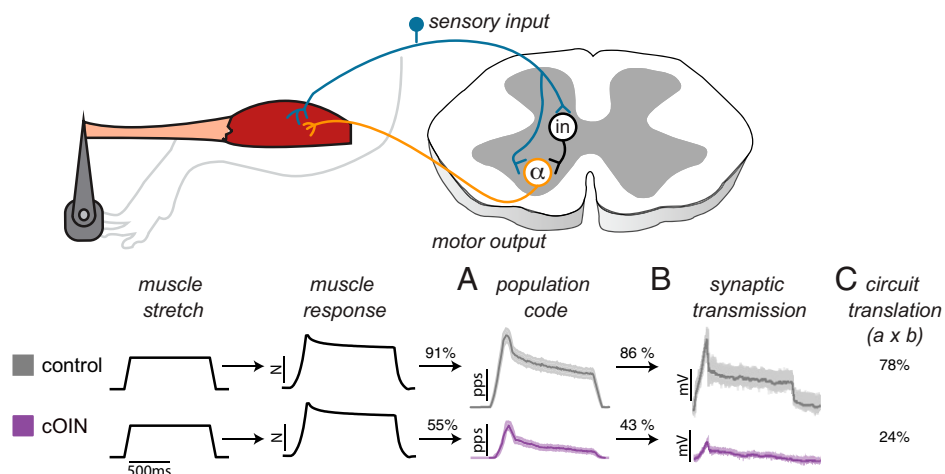 sensory input
in
α
motor output
muscle
stretch
muscle
response
A
population
code
B
synaptic
transmission
C
circuit
translation
(a x b)
control
N
91%
pps
86 %
mV
78%
cOIN
N
55%
pps
43 %
mV
24%
500ms